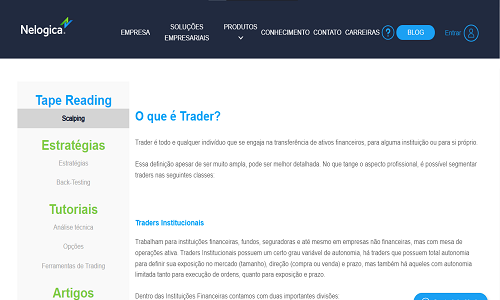 Nelogica.
EMPRESA
SOLUÇÕES
EMPRESARIAIS
PRODUTOS
CONHECIMENTO
CONTATO
CARREIRAS
?
BLOG
Entrar
Tape Reading
Scalping
Estratégias
Estratégias
Back-Testing
Tutoriais
Análise técnica
Opções
Ferramentas de Trading
Artigos
O que é Trader?
Trader é todo e qualquer indivíduo que se engaja na transferência de ativos financeiros, para alguma instituição ou para si próprio.
Essa definição apesar de ser muito ampla, pode ser melhor detalhada. No que tange o aspecto profissional, é possível segmentar
traders nas seguintes classes
Traders Institucionais
Trabalham para instituições financeiras, fundos, seguradoras e até mesmo em empresas não financeiras, mas com mesa de
operações ativa. Traders Institucionais possuem um certo grau variável de autonomia, há traders que possuem total autonomia
para definir sua exposição no mercado (tamanho), direção (compra ou venda) e prazo, mas também há aqueles com autonomia
limitada tanto para execução de ordens, quanto para exposição e prazo.
Dentro das Instituições Financeiras contamos com duas importantes divisões: